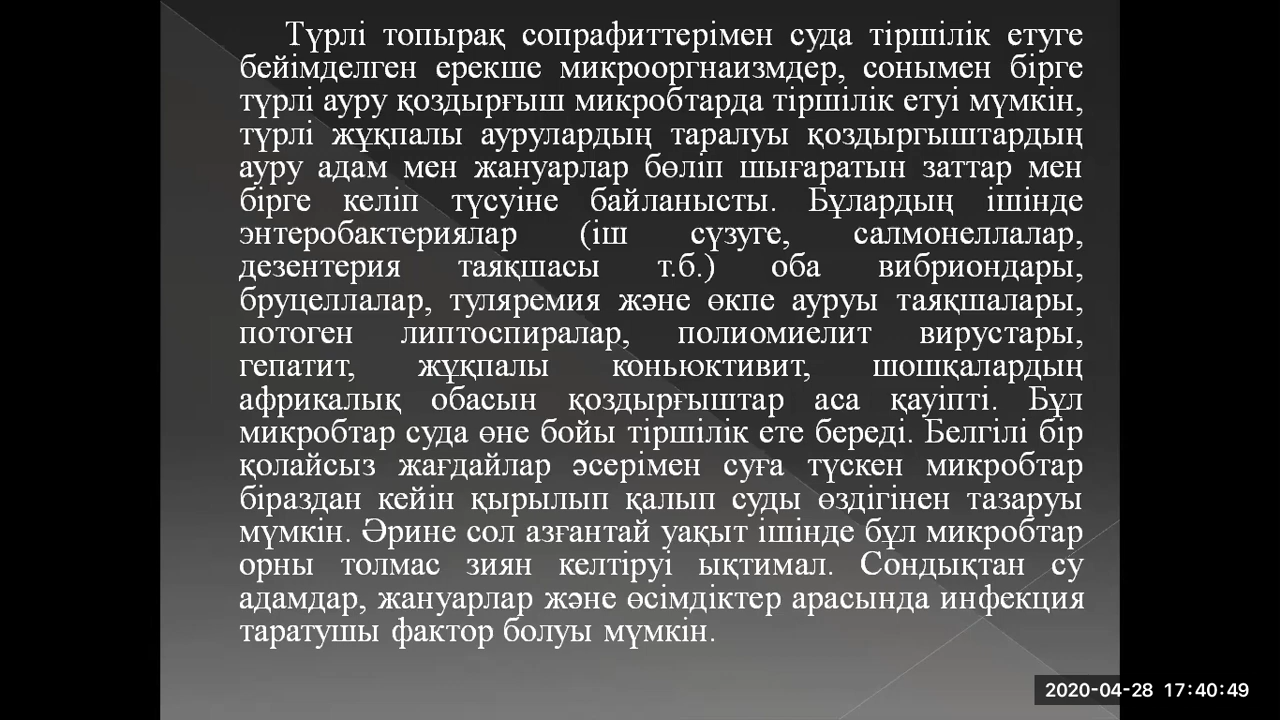 Түрлі топырақ сопрафиттерімен суда тіршілік етуге
бейімделген ерекше микрооргнаизмдер, сонымен бірге
түрлі ауру қоздырғыш микробтарда тіршілік етуі мүмкін,
түрлі жұқпалы аурулардың таралуы қоздыргыштардың
ауру адам мен жануарлар бөліп шығаратын заттар мен
бірге келіп түсуіне байланысты. Бұлардың ішінде
энтеробактериялар (іш сүзуге, салмонеллалар,
дезентерия таяқшасы т.б.) оба вибриондары,
бруцеллалар, туляремия және өкпе ауруы таяқшалары,
потоген липтоспиралар, полиомиелит вирустары,
гепатит, жұқпалы коньюктивит, шошқалардың
африкалық обасын қоздырғыштар аса қауіпті. Бұл
микробтар суда өне бойы тіршілік ете береді. Белгілі бір
қолайсыз жағдайлар әсерімен суға түскен микробтар
біраздан кейін қырылып қалып суды өздігінен тазаруы
мүмкін. Әрине сол азғантай уақыт ішінде бұл микробтар
орны толмас зиян келтіруі ықтимал. Сондықтан су
адамдар, жануарлар және өсімдіктер арасында инфекция
таратушы фактор болуы мүмкін.
2020-04-28 17:40:49